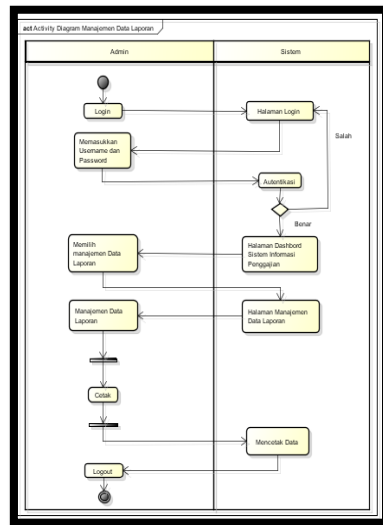 act Activity Diagram Manajemen Data Laporan
Admin
Sistem
Login
Halaman Login
Salah
Memasukkan
Username dan
Password
Autentikasi
Benar
Memilih
manajemen Data
Laporan
Halaman Dashbord
Sistem Informasi
Penggajian
Manajemen Data
Laporan
Halaman Manajemen
Data Laporan
Cetak
Mencetak Data
Logout